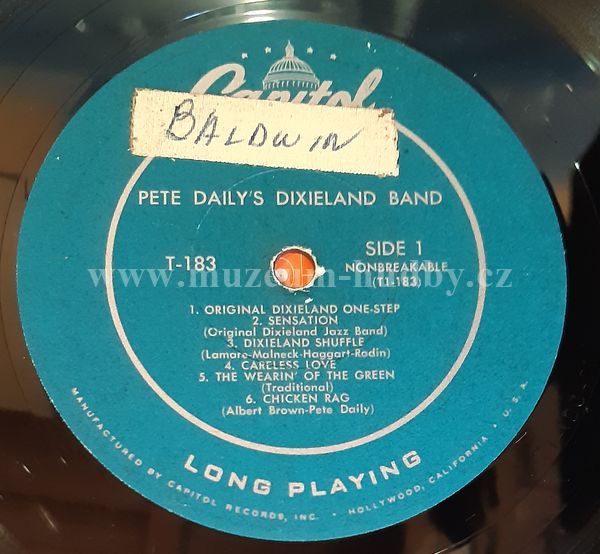 Capitol
BALDWIN
PETE DAILY'S DIXIELAND BAND
T-183
SIDE 1
NONBREAKABLE
(T1-183)
www.muzeum-hudby.cz
1. ORIGINAL DIXIELAND ONE-STEP
2. SENSATION
(Original Dixieland Jazz Band)
3. DIXIELAND SHUFFLE
(Lamare-Malneck-Haggart-Rodin)
4. CARELESS LOVE
5. THE WEARIN' OF THE GREEN
(Traditional)
6. CHICKEN RAG
(Albert Brown-Pete Daily)
LONG PLAYING
MANUFACTURED BY CAPITOL RECORDS, INC. • HOLLYWOOD, CALIFORNIA • U.S.A.